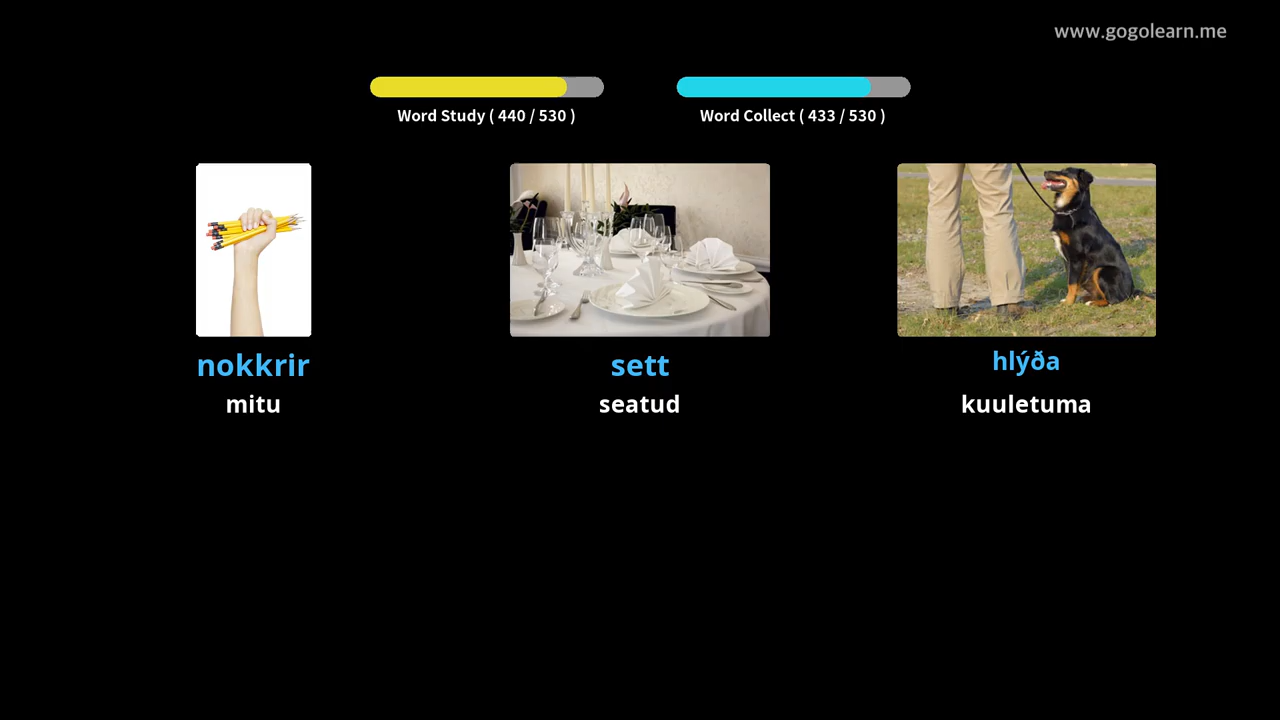 www.gogolearn.me
Word Study ( 440 / 530 )
Word Collect ( 433 / 530 )
nokkrir
mitu
sett
seatud
hlýða
kuuletuma